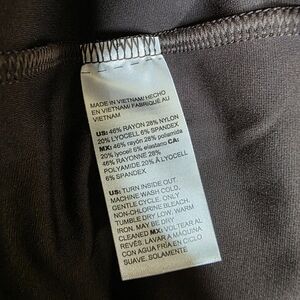 MADE IN VIETNAM/ HECHO
EN VIETNAM/ FABRIQUÉ AU
VIETNAM
US: 46% RAYON 28% NYLON
20% LYOCELL 6% SPANDEX
MX: 46% rayón 28% poliamida
20% lyocell 6% elastano CA:
46% RAYONNE 28%
POLYAMIDE 20% À LYOCELL
6% SPANDEX
US: TURN INSIDE OUT.
MACHINE WASH COLD,
GENTLE CYCLE. ONLY
NON-CHLORINE BLEACH.
TUMBLE DRY LOW. WARM
IRON. MAY BE DRY
CLEANED MX: VOLTEAR AL
REVÉS. LAVAR A MÁQUINA
CON AGUA FRÍA EN CICLO
SUAVE. SOLAMENTE